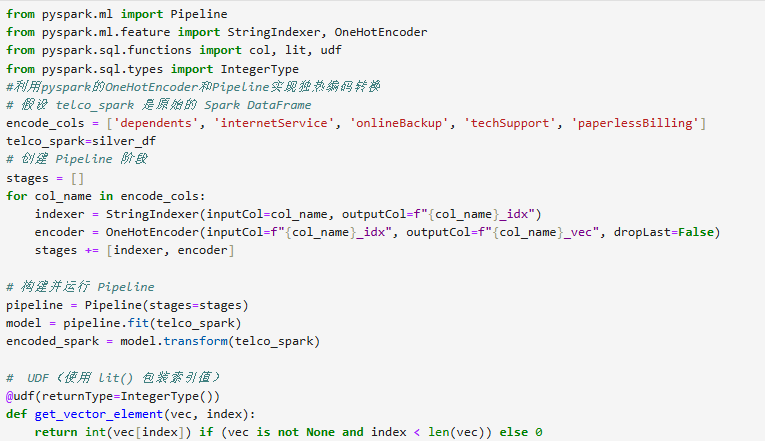 from pyspark.ml import Pipeline
from pyspark.ml.feature import StringIndexer, OneHotEncoder
from pyspark.sql.functions import col, lit, udf
from pyspark.sql.types import IntegerType
#利用pyspark的OneHotEncoder和Pipeline实现独热编码转换
# 假设 telco_spark 是原始的 Spark DataFrame
encode_cols = ['dependents', 'internetService', 'onlineBackup', 'techSupport', 'paperlessBilling']
telco_spark=silver_df
# 创建 Pipeline 阶段
stages = []
for col_name in encode_cols:
    indexer = StringIndexer(inputCol=col_name, outputCol=f"{col_name}_idx")
    encoder = OneHotEncoder(inputCol=f"{col_name}_idx", outputCol=f"{col_name}_vec", dropLast=False)
    stages += [indexer, encoder]

# 构建并运行 Pipeline
pipeline = Pipeline(stages=stages)
model = pipeline.fit(telco_spark)
encoded_spark = model.transform(telco_spark)

#  UDF（使用 lit() 包装索引值）
@udf(returnType=IntegerType())
def get_vector_element(vec, index):
    return int(vec[index]) if (vec is not None and index < len(vec)) else 0